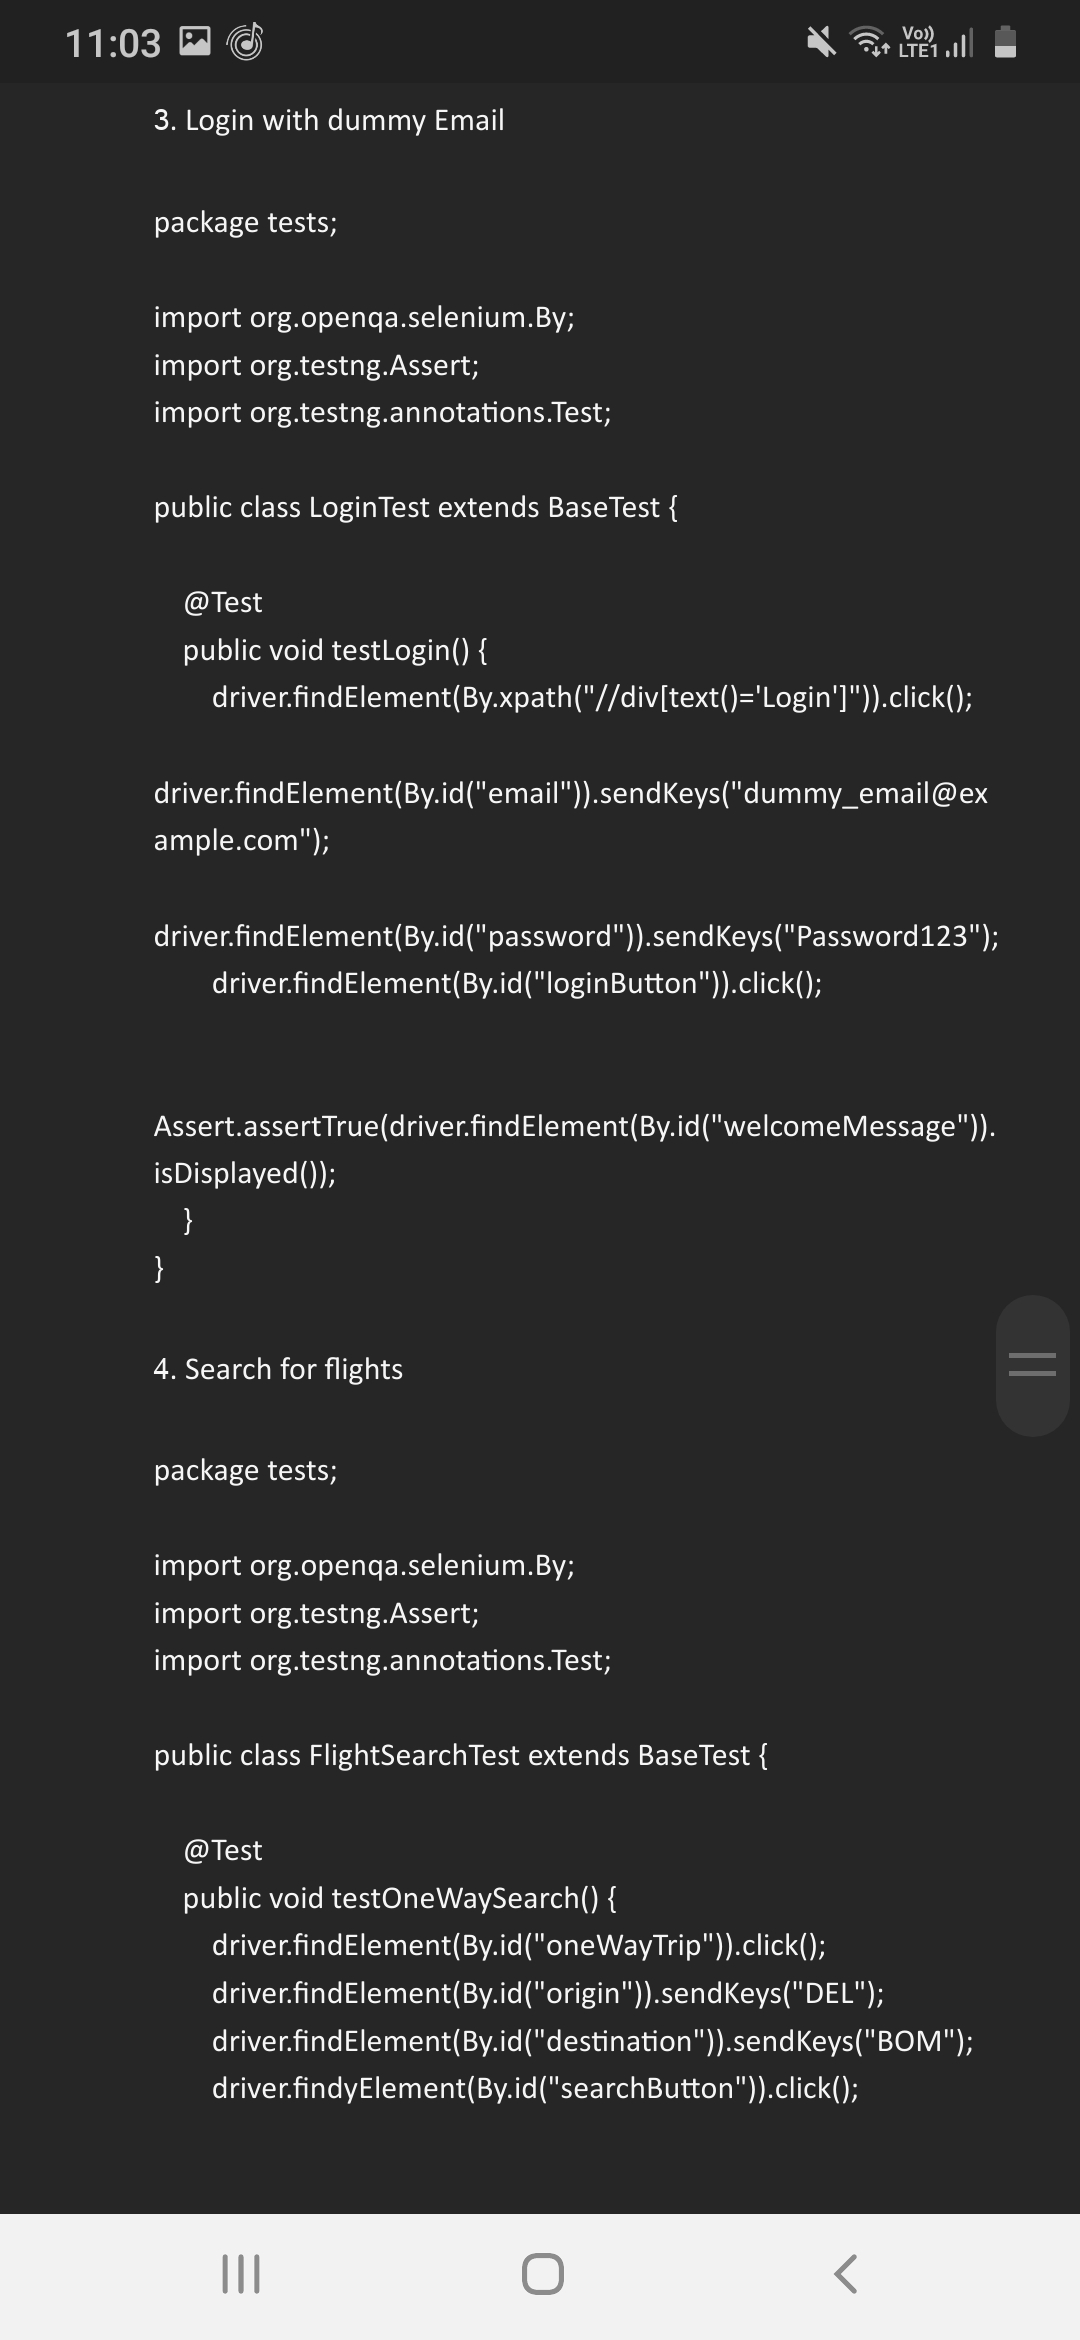 11:03
Vo))
LTE1
3. Login with dummy Email
package tests;
import org.openqa.selenium.By;
import org.testng.Assert;
import org.testng.annotations.Test;
public class LoginTest extends BaseTest {
@Test
public void testLogin() {
driver.findElement(By.xpath("//div[text()='Login']")).click();
driver.findElement(By.id("email")).sendKeys("dummy_email@ex
ample.com");
driver.findElement(By.id("password")).sendKeys("Password123");
driver.findElement(By.id("loginButton")).click();
Assert.assertTrue(driver.findElement(By.id("welcomeMessage")).
isDisplayed());
}
}
4. Search for flights
package tests;
import org.openqa.selenium.By;
import org.testng.Assert;
import org.testng.annotations.Test;
public class FlightSearchTest extends BaseTest {
@Test
public void testOneWaySearch() {
driver.findElement(By.id("oneWayTrip")).click();
driver.findElement(By.id("origin")).sendKeys("DEL");
driver.findElement(By.id("destination")).sendKeys("BOM");
driver.findyElement(By.id("searchButton")).click();